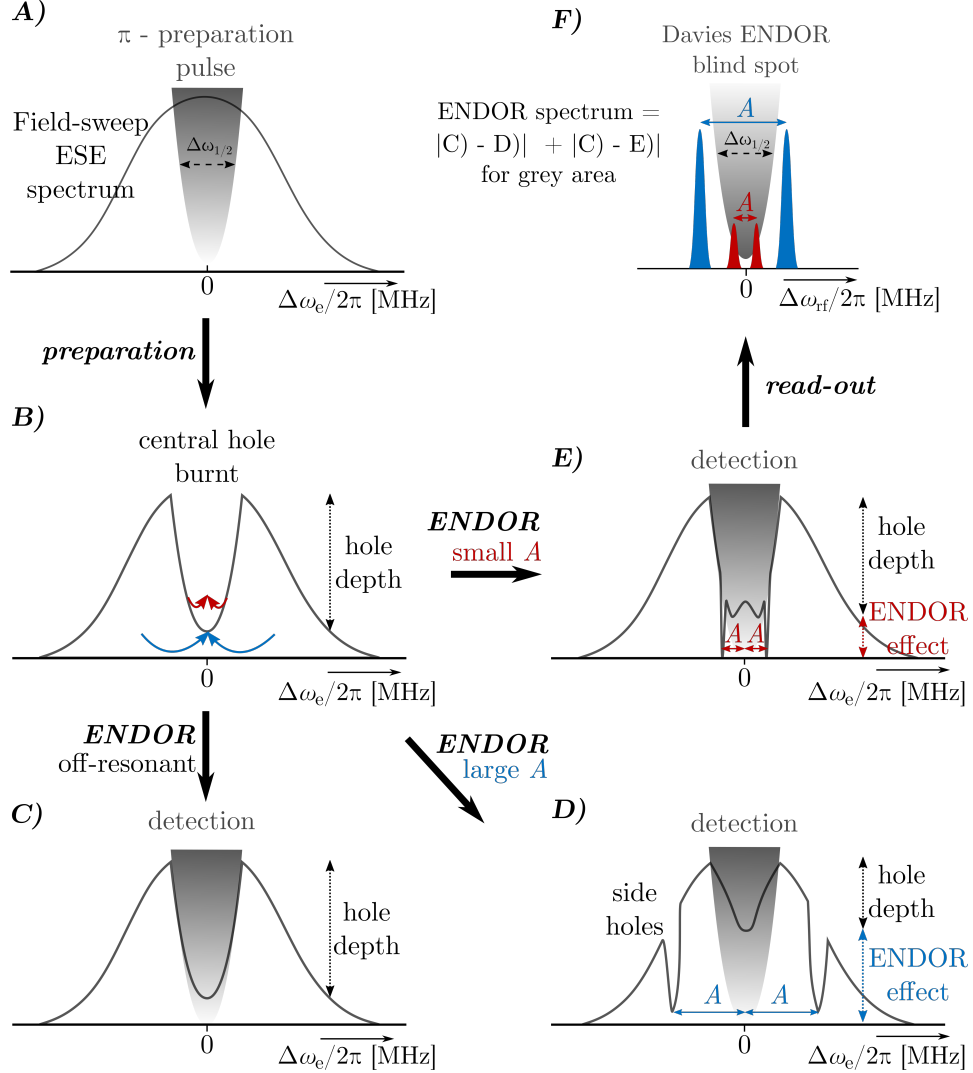 A)
π - preparation
pulse
Field-sweep
ESE
spectrum
Δω1/2
0
Δωe/2π [MHz]
preparation
B)
central hole
burnt
hole
depth
0
Δωe/2π [MHz]
ENDOR
small A
ENDOR
off-resonant
ENDOR
large A
C)
detection
hole
depth
0
Δωe/2π [MHz]
F)
Davies ENDOR
blind spot
ENDOR spectrum =
|C) - D)| + |C) - E)|
for grey area
A
Δω1/2
A
0
Δωrf/2π [MHz]
read-out
E)
detection
hole
depth
ENDOR
effect
A A
0
Δωe/2π [MHz]
D)
detection
side
holes
hole
depth
ENDOR
effect
A A
0
Δωe/2π [MHz]